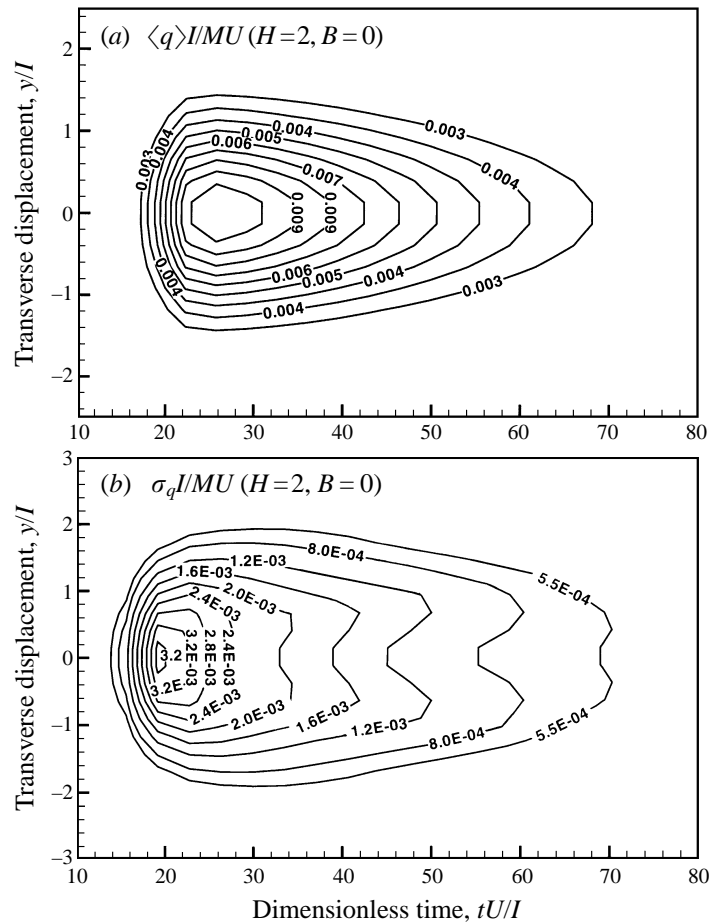 (a) ⟨q⟩I/MU (H=2, B=0)
Transverse displacement, y/I
2
1
0
−1
−2
0.003
0.004
0.004
0.003
0.005
0.006
0.004
0.007
0.009
0.009
0.006
0.005
0.004
0.003
0.004
0.004
10 20 30 40 50 60 70 80
(b) σqI/MU (H=2, B=0)
Transverse displacement, y/I
3
2
1
0
−1
−2
−3
8.0E-04
1.2E-03
1.6E-03
2.0E-03
2.4E-03
5.5E-04
3.2
3.2E-03
2.8E-03
2.4E-03
3.2E-
2.4E-03
2.0E-03
1.6E-03
1.2E-03
8.0E-04
5.5E-04
10 20 30 40 50 60 70 80
Dimensionless time, tU/I